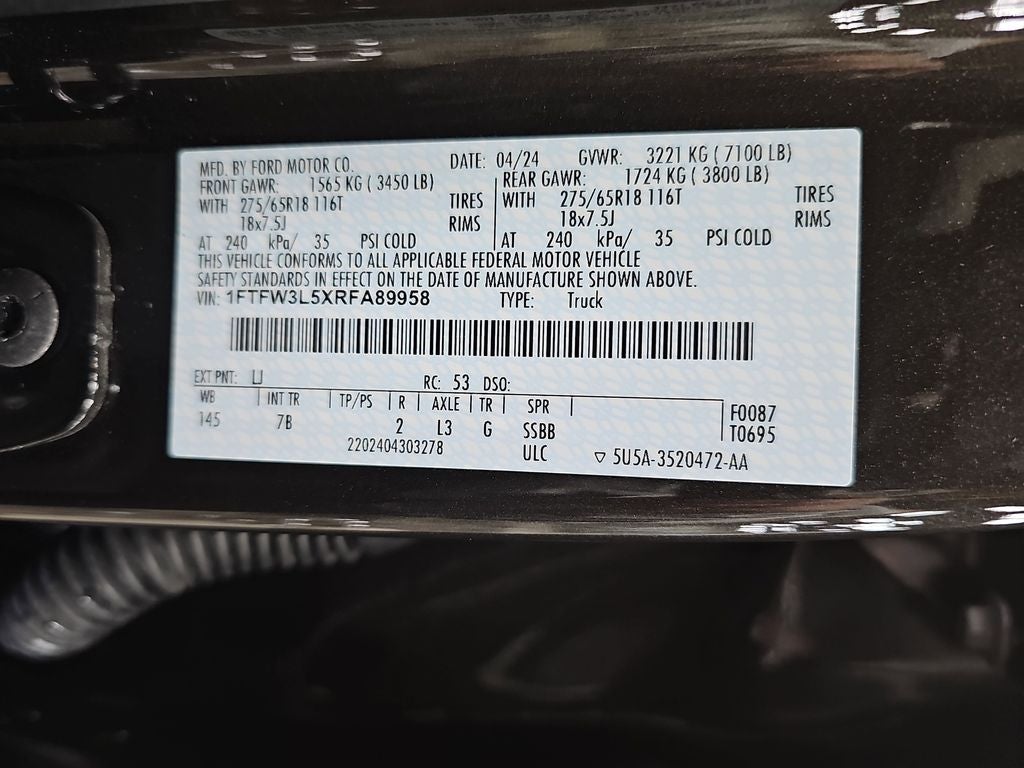 MFD. BY FORD MOTOR CO. DATE: 04/24 GVWR: 3221 KG ( 7100 LB)
FRONT GAWR: 1565 KG ( 3450 LB) REAR GAWR: 1724 KG ( 3800 LB)
WITH 275/65R18 116T TIRES WITH 275/65R18 116T TIRES
18x7.5J RIMS 18x7.5J RIMS
AT 240 kPa/ 35 PSI COLD AT 240 kPa/ 35 PSI COLD
THIS VEHICLE CONFORMS TO ALL APPLICABLE FEDERAL MOTOR VEHICLE
SAFETY STANDARDS IN EFFECT ON THE DATE OF MANUFACTURE SHOWN ABOVE.
VIN: 1FTFW3L5XRFA89958 TYPE: Truck
EXT PNT: LJ RC: 53 DSO:
WB INT TR TP/PS R AXLE TR SPR F0087
145 7B 2 L3 G SSBB T0695
2202404303278 ULC ▽ 5U5A-3520472-AA